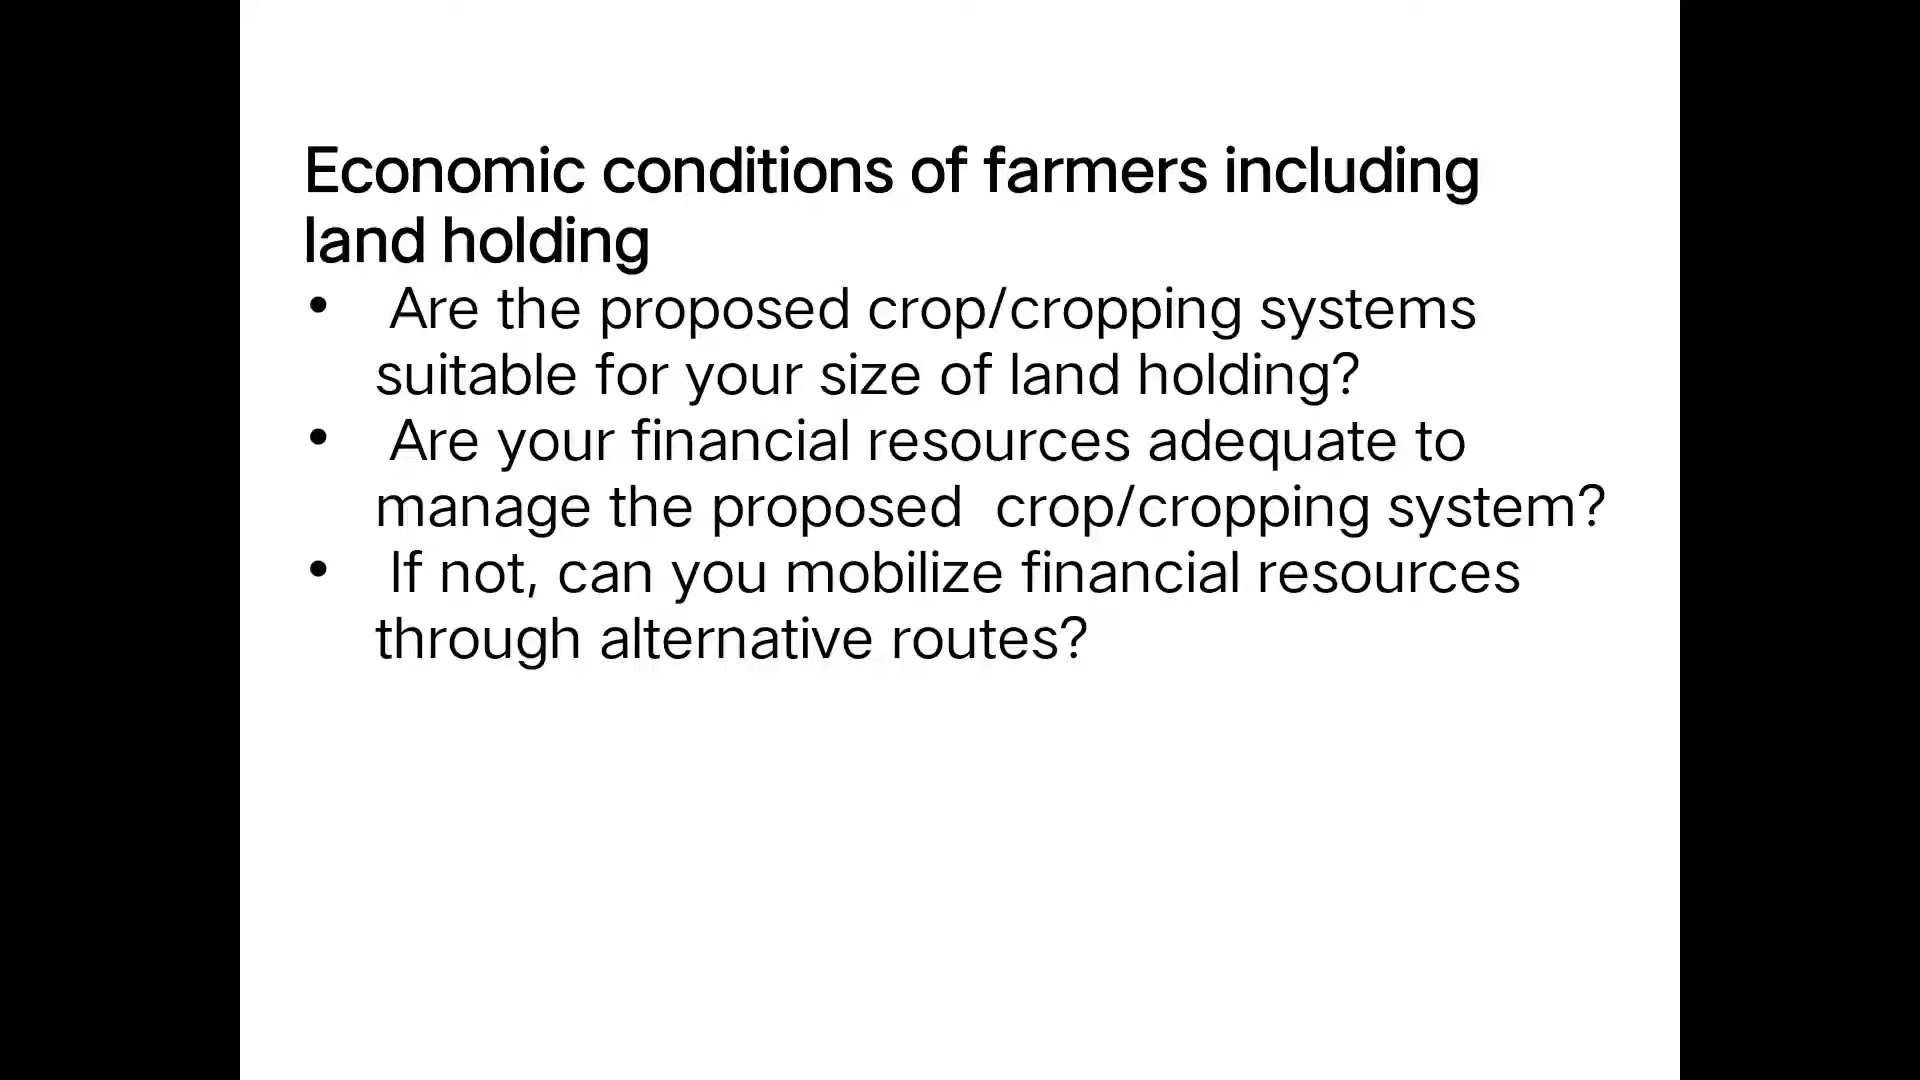 Economic conditions of farmers including
land holding
• Are the proposed crop/cropping systems
suitable for your size of land holding?
• Are your financial resources adequate to
manage the proposed  crop/cropping system?
• If not, can you mobilize financial resources
through alternative routes?